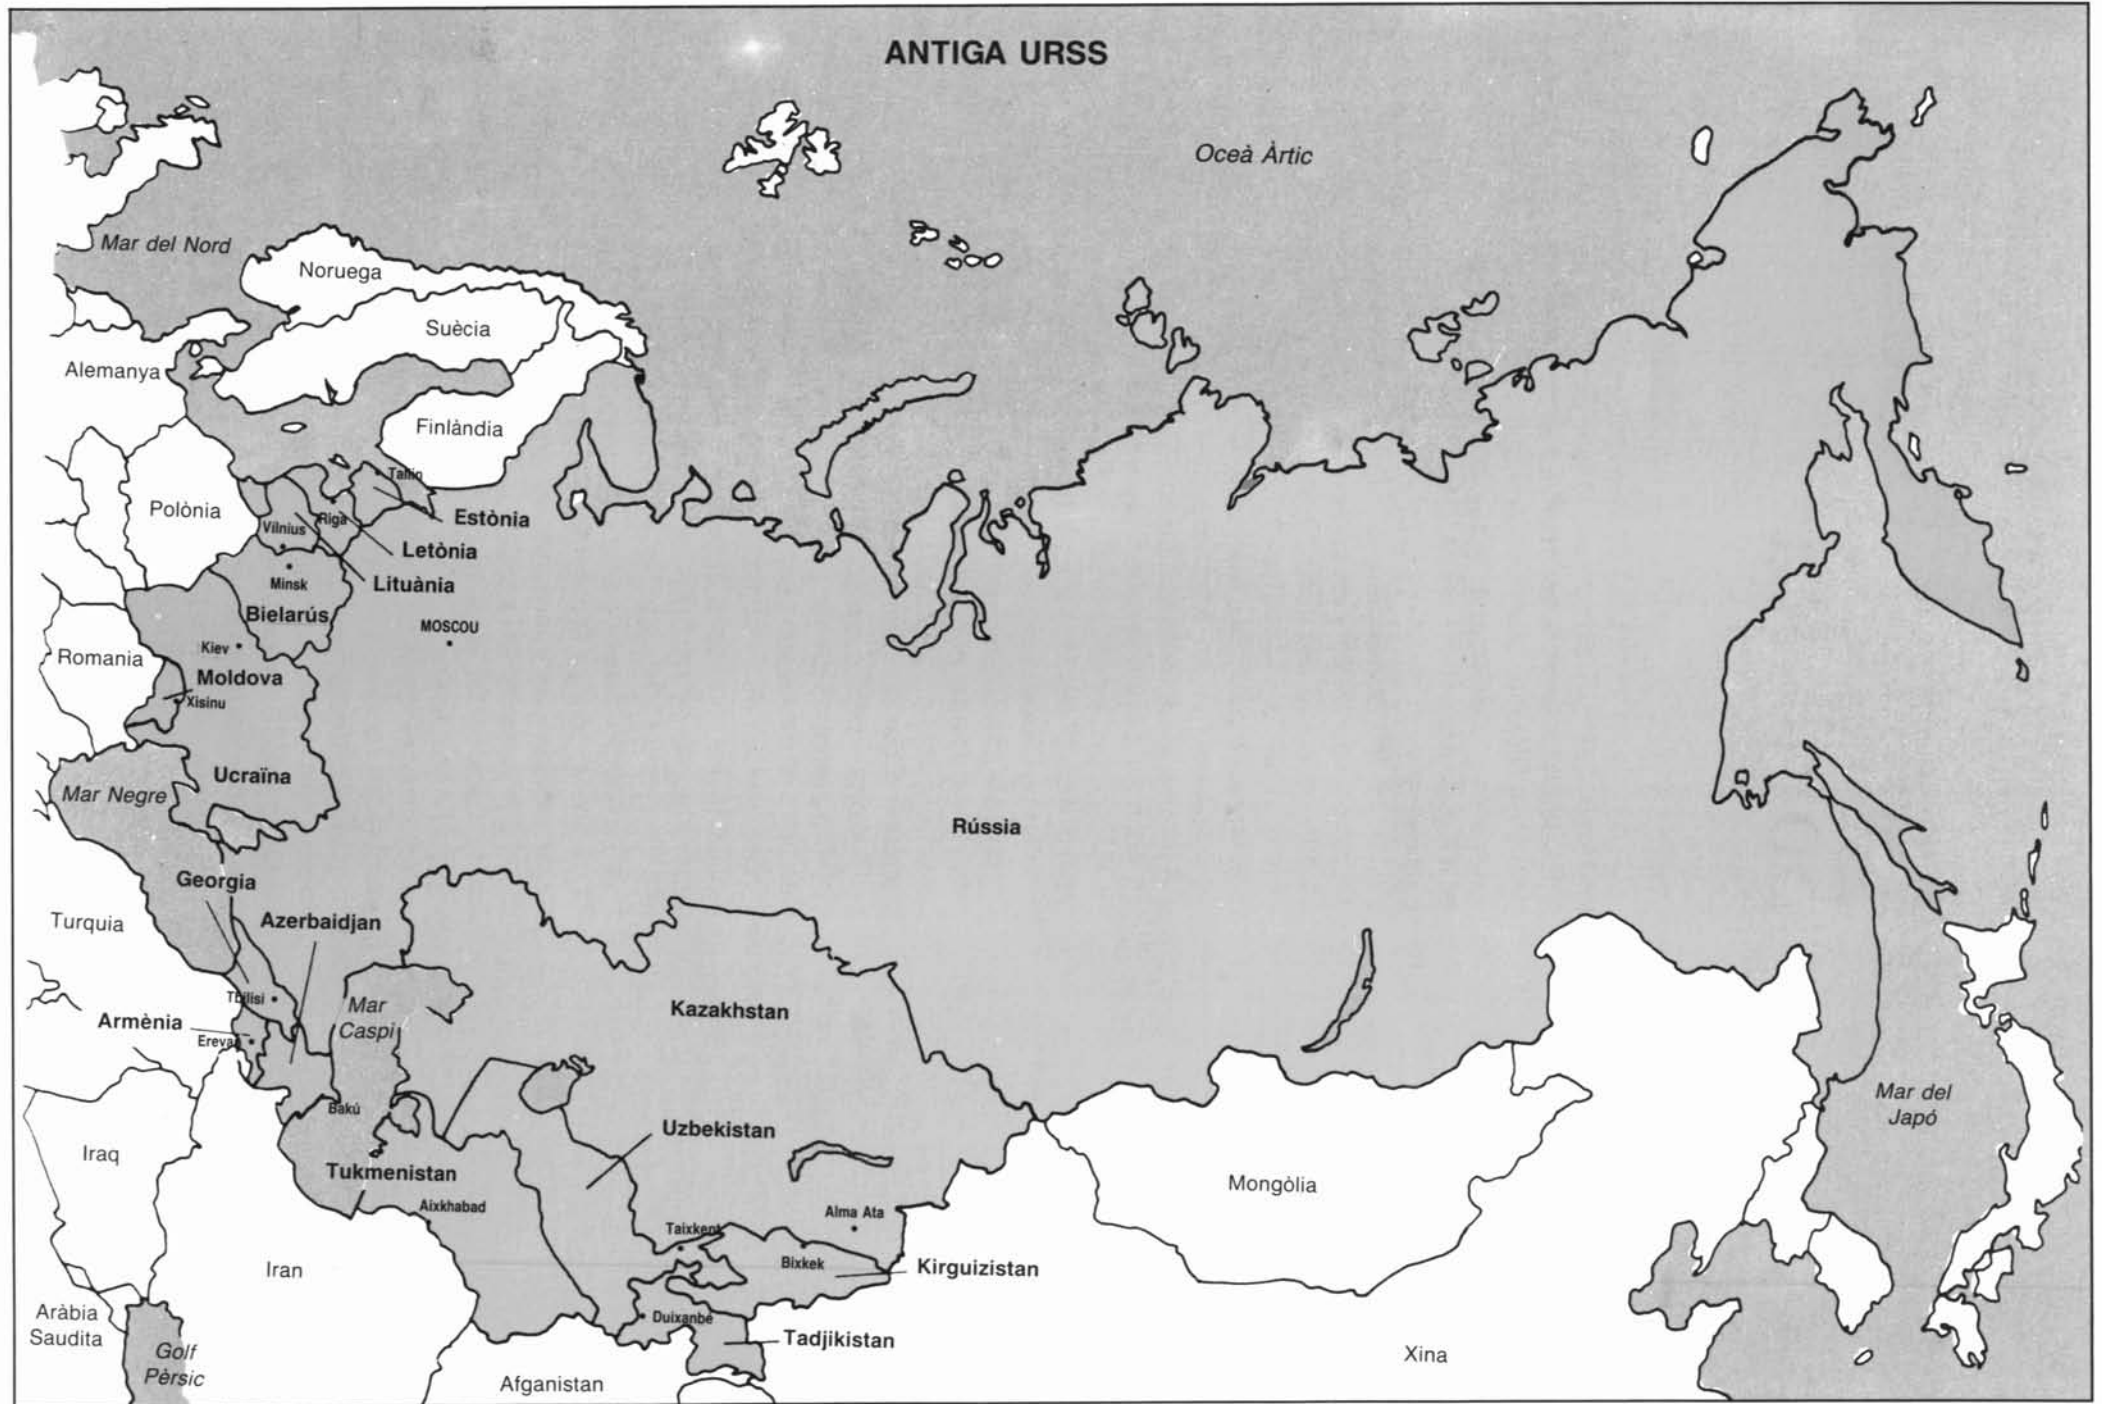 ANTIGA URSS
Oceà Àrtic
Mar del Nord
Noruega
Suècia
Alemanya
Finlàndia
Tallin
Polònia
Estònia
Riga
Vilnius
Letònia
Lituània
Minsk
Bielarús
MOSCOU
Kiev
Romania
Moldova
Xisinu
Ucraïna
Mar Negre
Rússia
Georgia
Azerbaidjan
Turquia
Tbilisi
Mar
Caspi
Kazakhstan
Armènia
Erevan
Bakú
Mar del
Japó
Uzbekistan
Iraq
Tukmenistan
Mongòlia
Aixkhabad
Alma Ata
Taixkent
Bixkek
Kirguizistan
Iran
Aràbia
Saudita
Duixanbé
Tadjikistan
Golf
Pèrsic
Xina
Afganistan